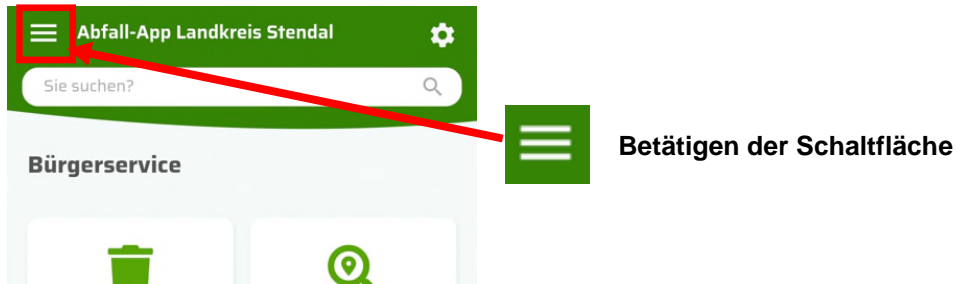 Abfall-App Landkreis Stendal
Sie suchen?
Betätigen der Schaltfläche
Bürgerservice